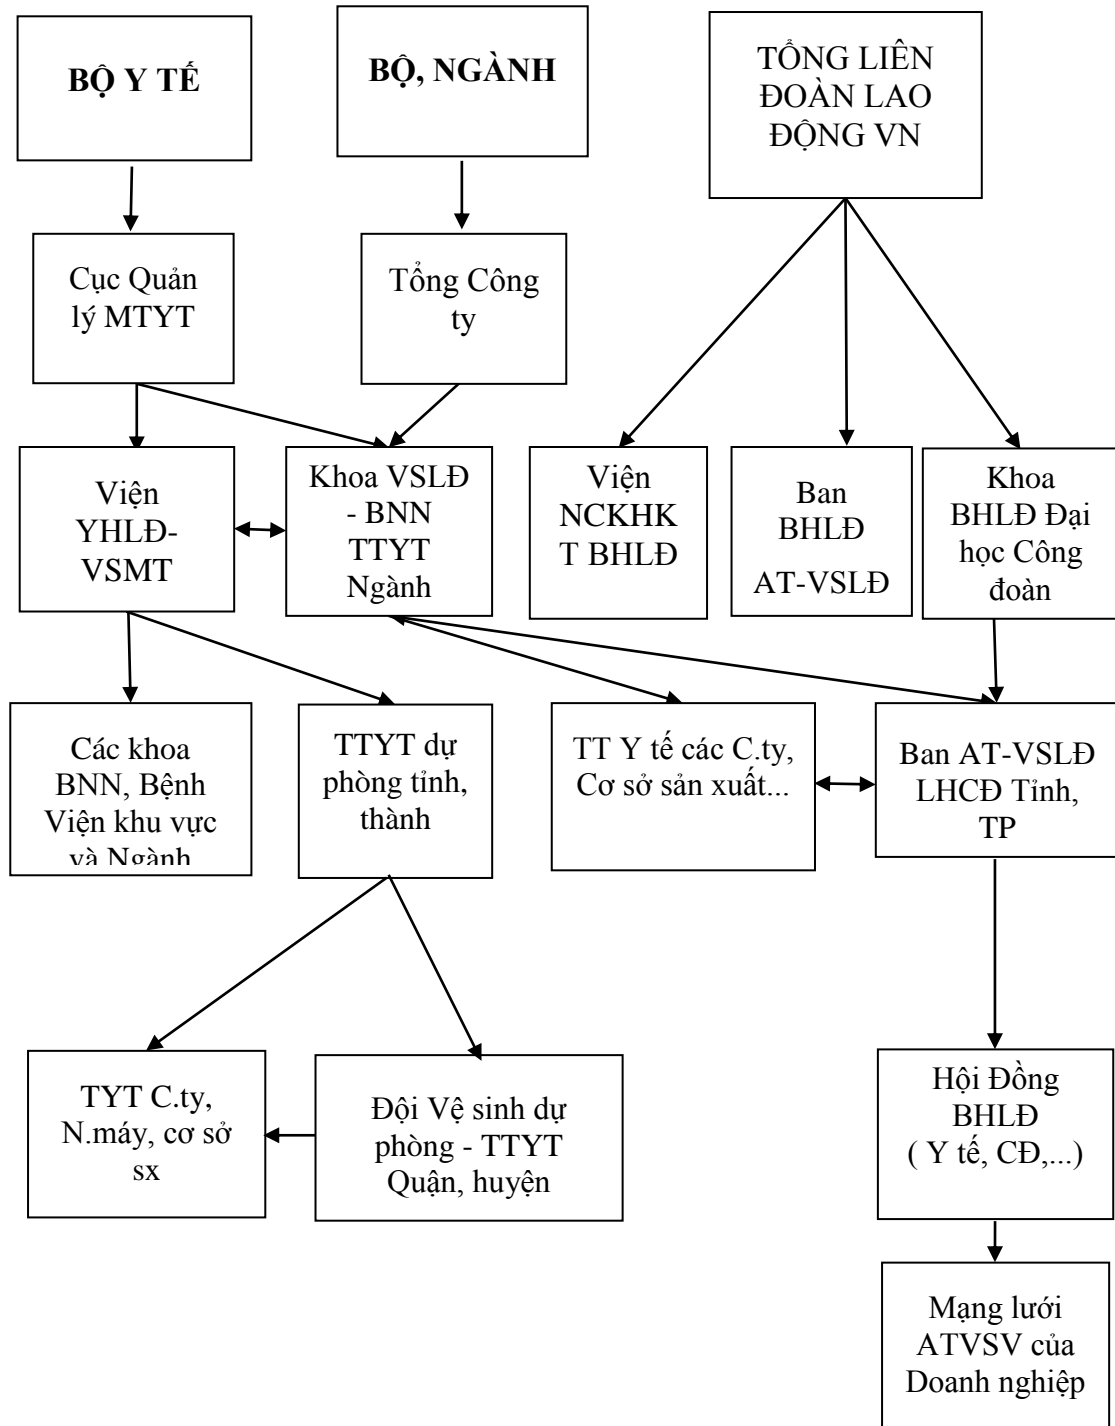 BỘ Y TẾ
BỘ, NGÀNH
TỔNG LIÊN
ĐOÀN LAO
ĐỘNG VN
Cục Quản
lý MTYT
Tổng Công
ty
Viện
YHLĐ-
VSMT
Khoa VSLĐ
- BNN
TTYT
Ngành
Viện
NCKHK
T BHLĐ
Ban
BHLĐ
AT-VSLĐ
Khoa
BHLĐ Đại
học Công
đoàn
Các khoa
BNN, Bệnh
Viện khu vực
và Ngành
TTYT dự
phòng tỉnh,
thành
TT Y tế các C.ty,
Cơ sở sản xuất...
Ban AT-VSLĐ
LHCĐ Tỉnh,
TP
TYT C.ty,
N.máy, cơ sở
sx
Đội Vệ sinh dự
phòng - TTYT
Quận, huyện
Hội Đồng
BHLĐ
( Y tế, CĐ,...)
Mạng lưới
ATVSV của
Doanh nghiệp